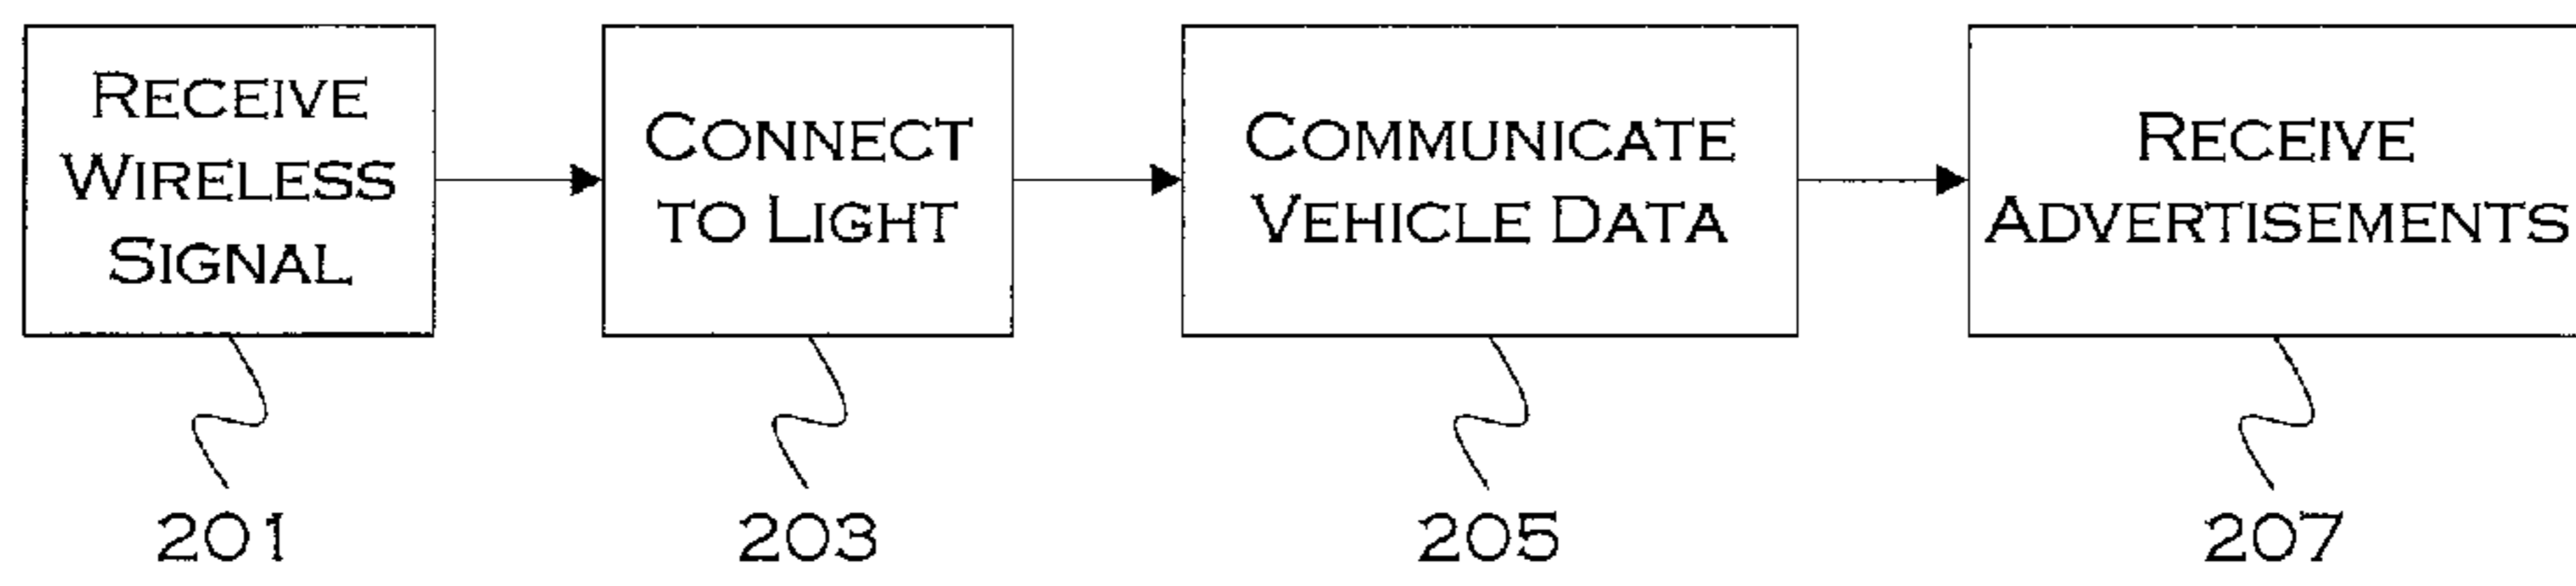 RECEIVE
WIRELESS
SIGNAL
CONNECT
TO LIGHT
COMMUNICATE
VEHICLE DATA
RECEIVE
ADVERTISEMENTS
201
203
205
207